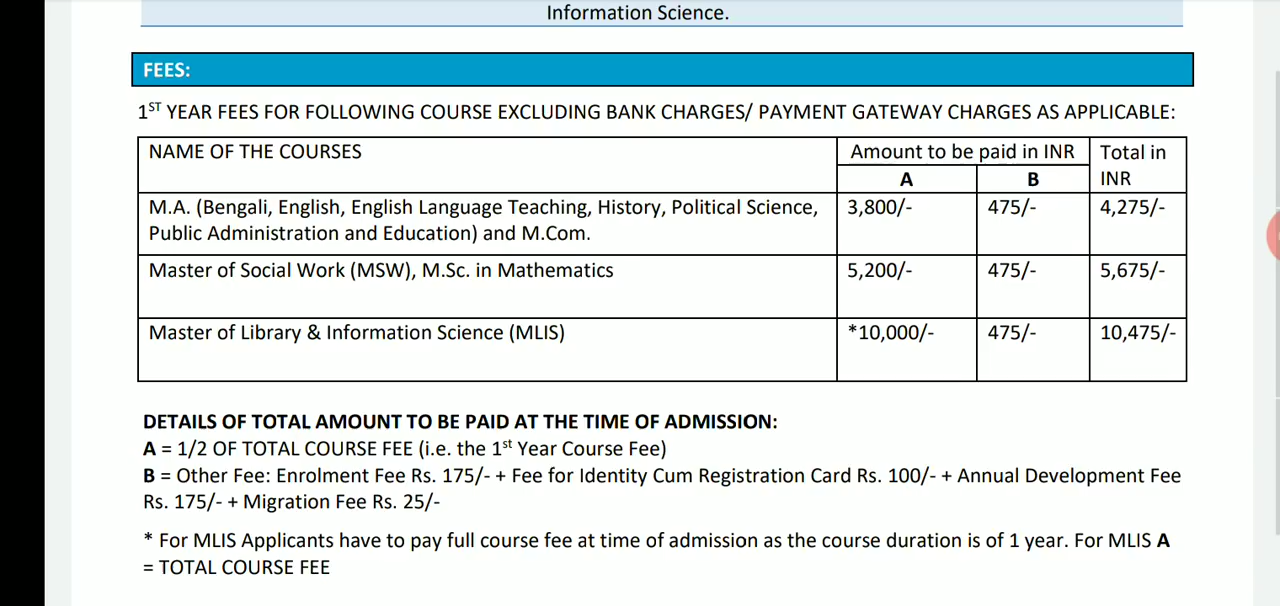 Information Science.
FEES:
1ST YEAR FEES FOR FOLLOWING COURSE EXCLUDING BANK CHARGES/ PAYMENT GATEWAY CHARGES AS APPLICABLE:
NAME OF THE COURSES Amount to be paid in INR Total in
A B INR
M.A. (Bengali, English, English Language Teaching, History, Political Science, 3,800/- 475/- 4,275/-
Public Administration and Education) and M.Com.
Master of Social Work (MSW), M.Sc. in Mathematics 5,200/- 475/- 5,675/-
Master of Library & Information Science (MLIS) *10,000/- 475/- 10,475/-
DETAILS OF TOTAL AMOUNT TO BE PAID AT THE TIME OF ADMISSION:
A = 1/2 OF TOTAL COURSE FEE (i.e. the 1st Year Course Fee)
B = Other Fee: Enrolment Fee Rs. 175/- + Fee for Identity Cum Registration Card Rs. 100/- + Annual Development Fee
Rs. 175/- + Migration Fee Rs. 25/-
* For MLIS Applicants have to pay full course fee at time of admission as the course duration is of 1 year. For MLIS A
= TOTAL COURSE FEE